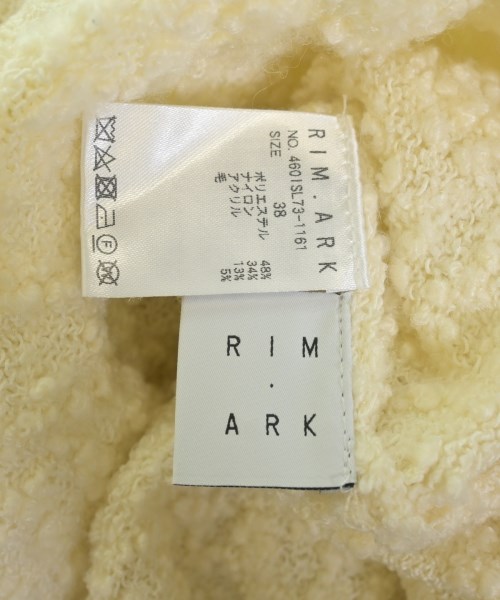 RIM.ARK
NO. 460ISL73-1161
SIZE
38
ポリエステル 48%
ナイロン 34%
アクリル 13%
毛 5%
RIM
.
ARK